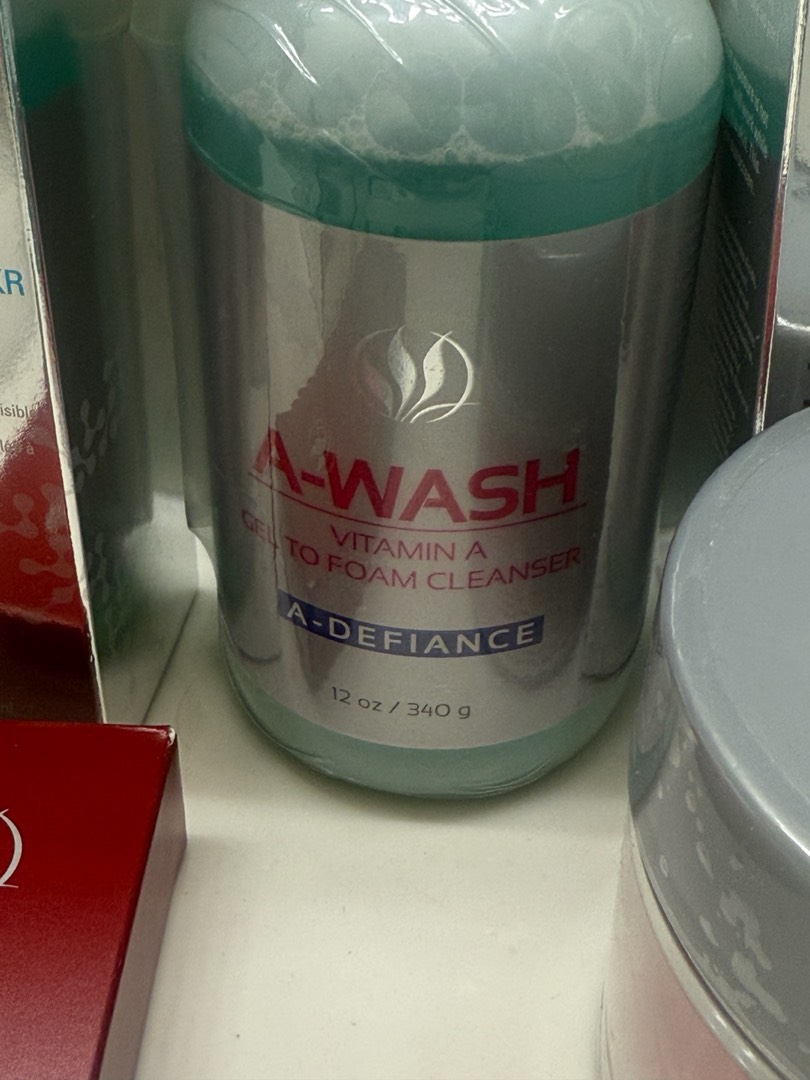 A-WASH
VITAMIN A
GEL TO FOAM CLEANSER
A-DEFIANCE
12 oz / 340 g